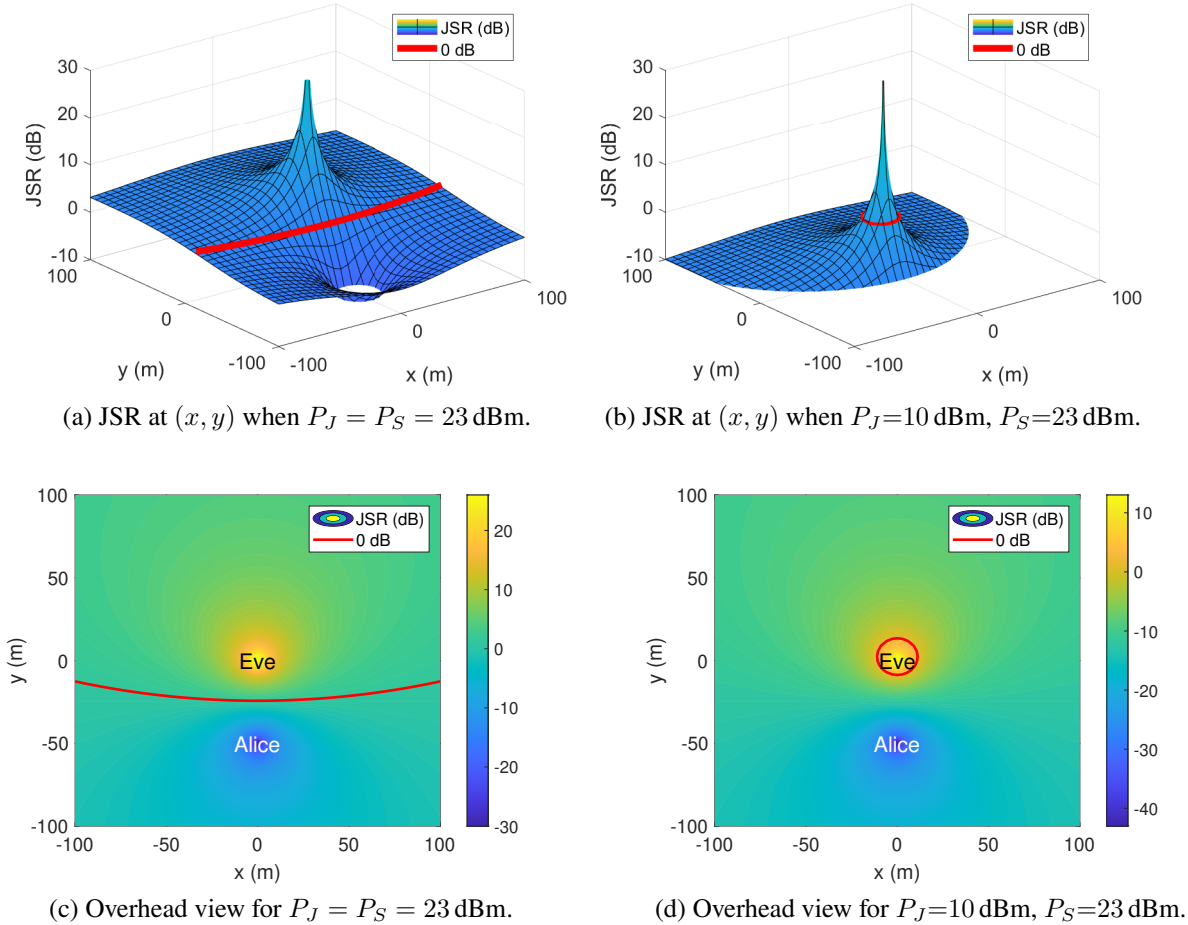 JSR (dB)
0 dB
30
20
10
0
-10
JSR (dB)
100
0
-100
y (m)
-100
0
100
x (m)
(a) JSR at (x, y) when P_J = P_S = 23 dBm.
JSR (dB)
0 dB
30
20
10
0
-10
JSR (dB)
100
0
-100
y (m)
-100
0
100
x (m)
(b) JSR at (x, y) when P_J=10 dBm, P_S=23 dBm.
JSR (dB)
0 dB
100
50
0
-50
-100
y (m)
Eve
Alice
-100
-50
0
50
100
x (m)
20
10
0
-10
-20
-30
(c) Overhead view for P_J = P_S = 23 dBm.
JSR (dB)
0 dB
100
50
0
-50
-100
y (m)
Eve
Alice
-100
-50
0
50
100
x (m)
10
0
-10
-20
-30
-40
(d) Overhead view for P_J=10 dBm, P_S=23 dBm.